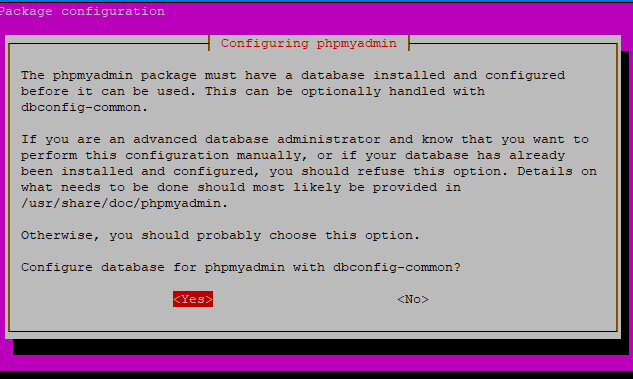 Package configuration
Configuring phpmyadmin
The phpmyadmin package must have a database installed and configured
before it can be used. This can be optionally handled with
dbconfig-common.
If you are an advanced database administrator and know that you want to
perform this configuration manually, or if your database has already
been installed and configured, you should refuse this option. Details on
what needs to be done should most likely be provided in
/usr/share/doc/phpmyadmin.
Otherwise, you should probably choose this option.
Configure database for phpmyadmin with dbconfig-common?
<Yes> <No>